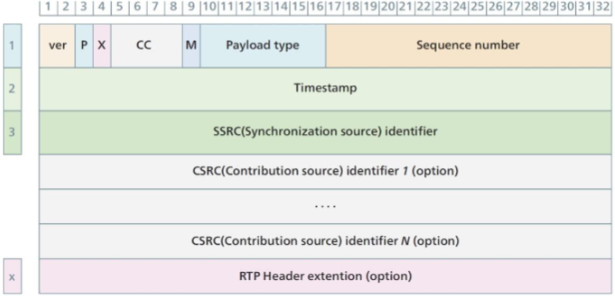 1 2 3 4 5 6 7 8 9 10 11 12 13 14 15 16 17 18 19 20 21 22 23 24 25 26 27 28 29 30 31 32
1 ver P X CC M Payload type Sequence number
2 Timestamp
3 SSRC(Synchronization source) identifier
CSRC(Contribution source) identifier 1 (option)
....
CSRC(Contribution source) identifier N (option)
x RTP Header extention (option)